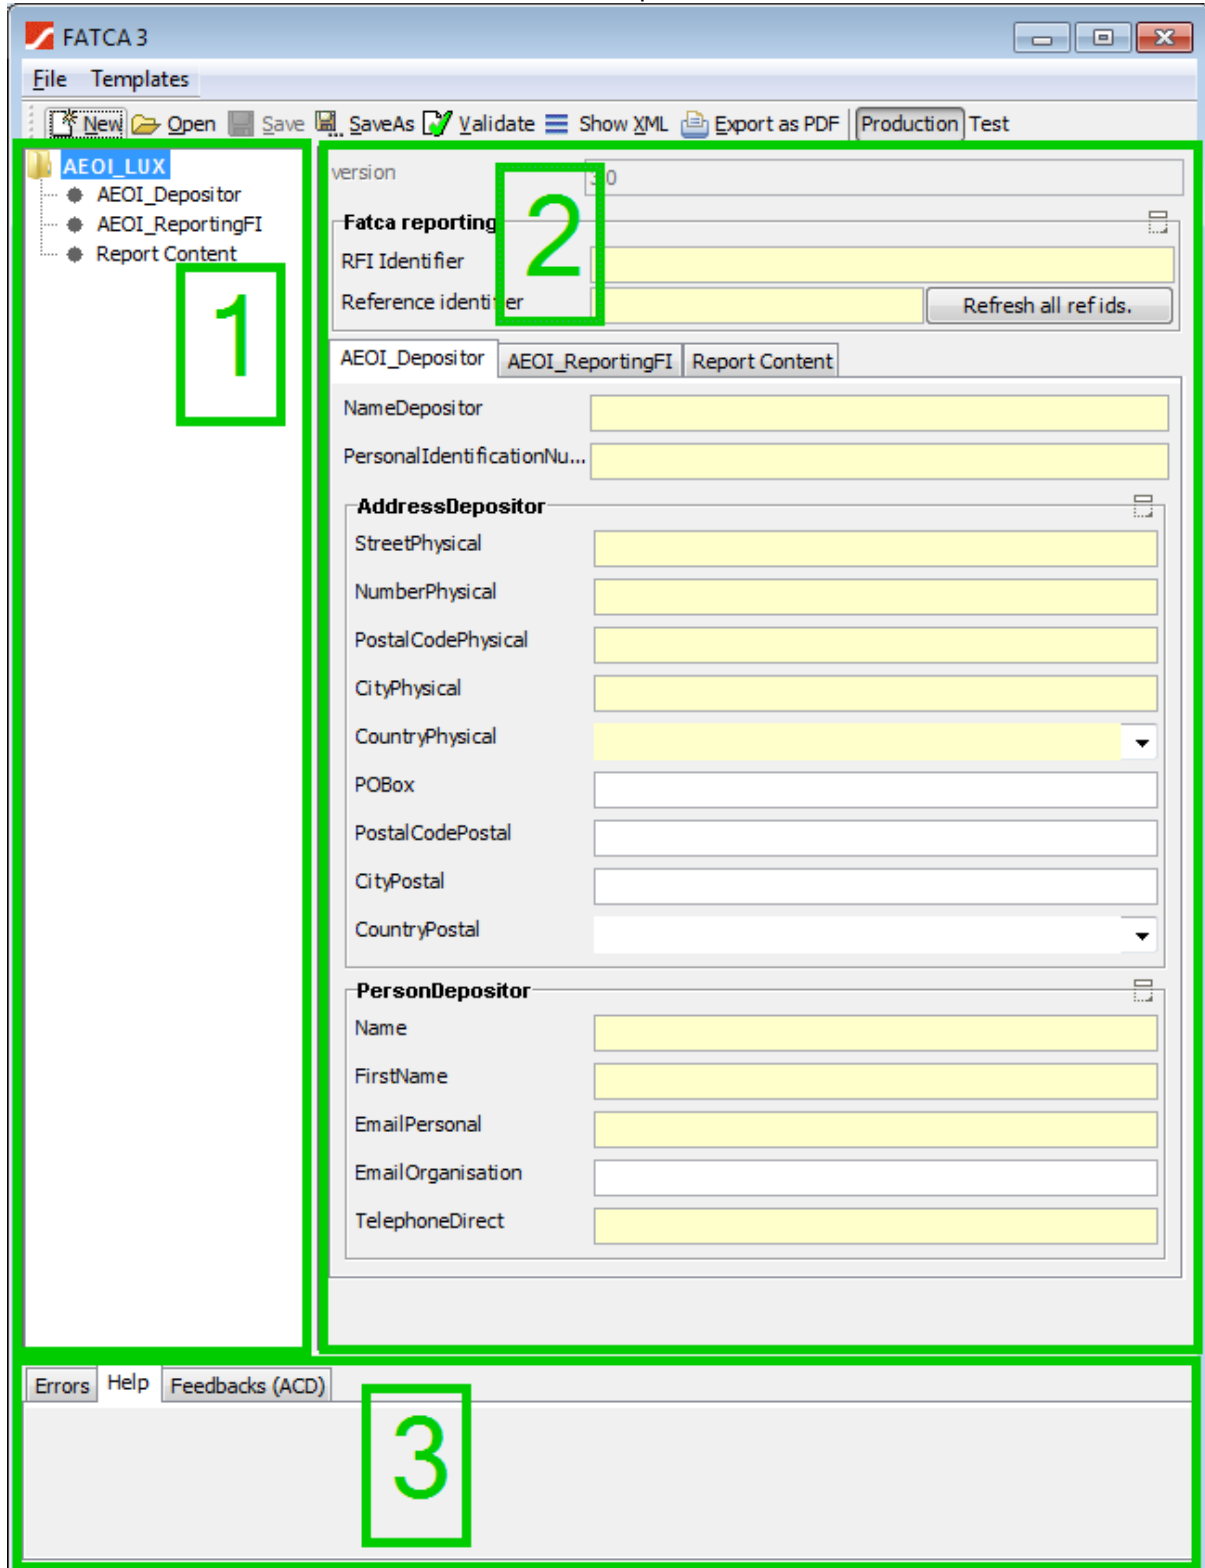 FATCA 3
File Templates
New Open Save SaveAs Validate Show XML Export as PDF Production Test
AEOI_LUX
AEOI_Depositor
AEOI_ReportingFI
Report Content
1
version 3.0
2
Fatca reporting
RFI Identifier
Reference identifier Refresh all ref ids.
AEOI_Depositor AEOI_ReportingFI Report Content
NameDepositor
PersonalIdentificationNu...
AddressDepositor
StreetPhysical
NumberPhysical
PostalCodePhysical
CityPhysical
CountryPhysical
POBox
PostalCodePostal
CityPostal
CountryPostal
PersonDepositor
Name
FirstName
EmailPersonal
EmailOrganisation
TelephoneDirect
Errors Help Feedbacks (ACD)
3